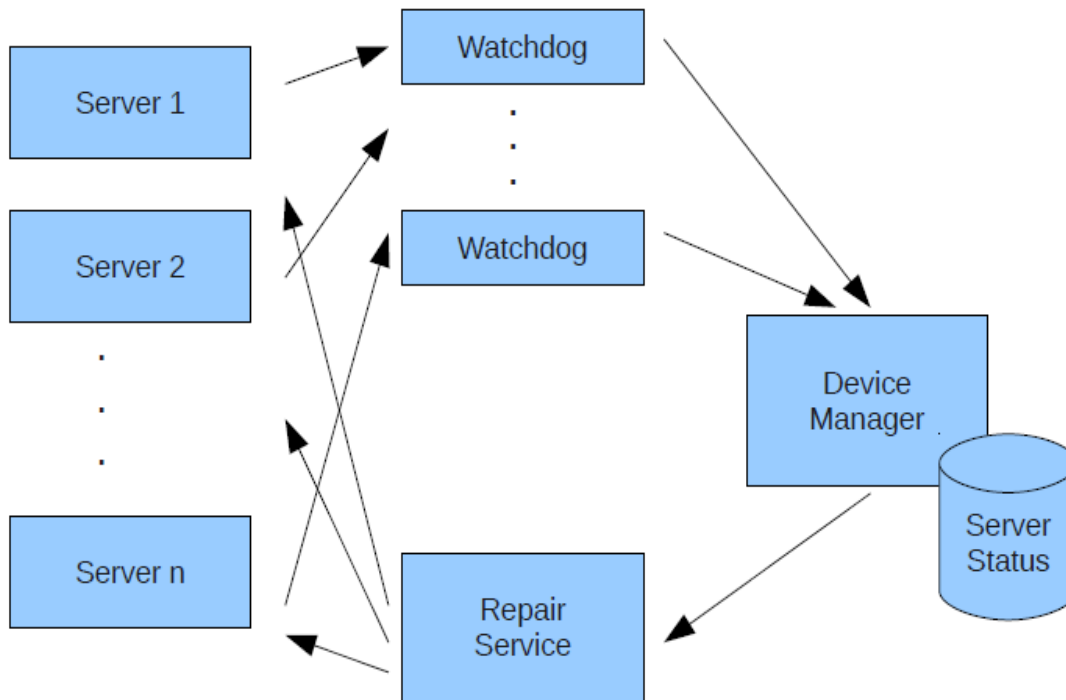 Server 1
Server 2
.
.
.
Server n
Watchdog
.
.
.
Watchdog
Device
Manager
Server
Status
Repair
Service